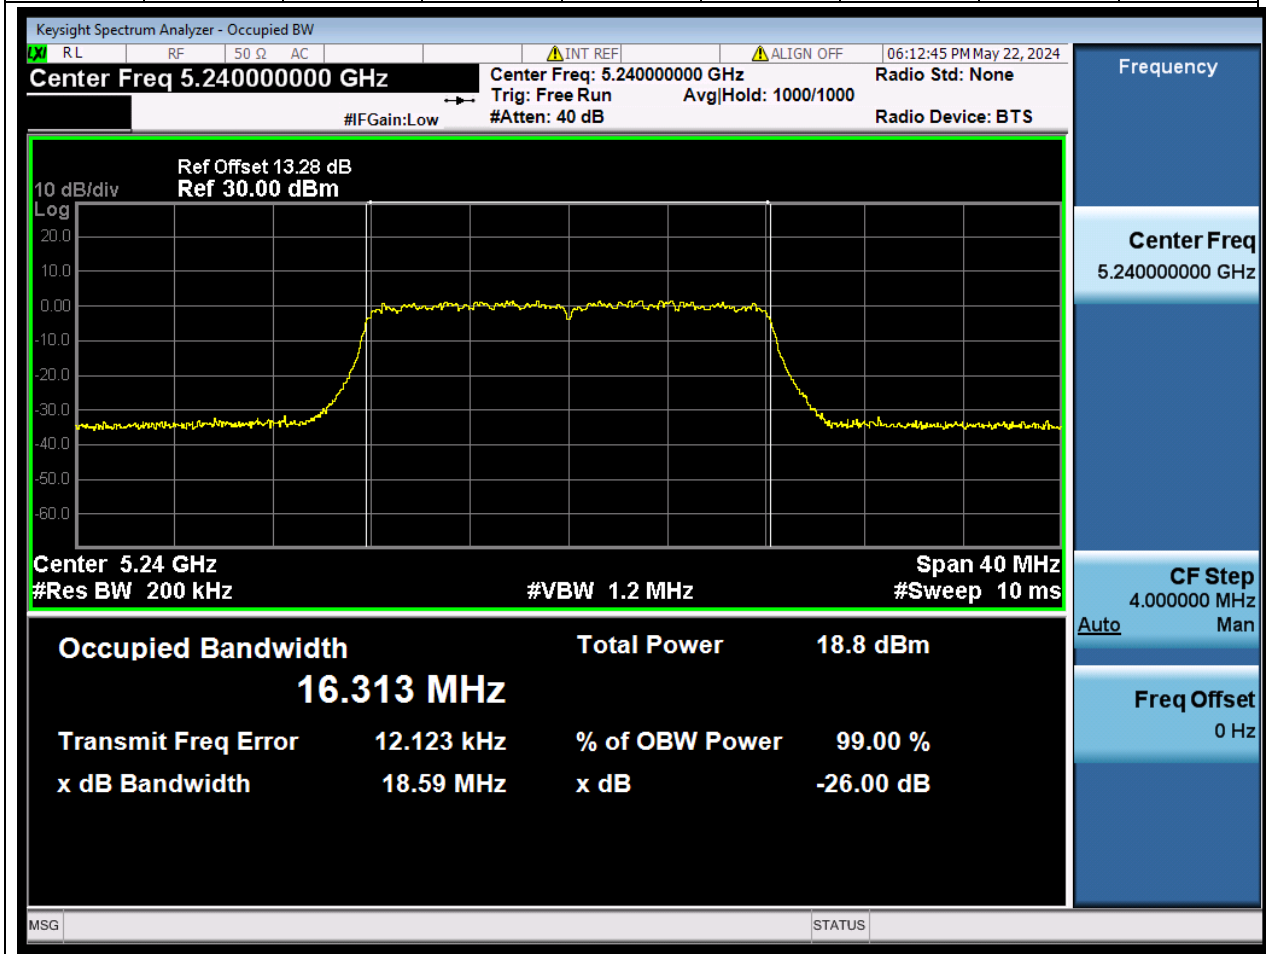 Keysight Spectrum Analyzer - Occupied BW
LXI RL RF 50 Ω AC INT REF ALIGN OFF 06:12:45 PM May 22, 2024
Center Freq 5.240000000 GHz
#IFGain:Low
Center Freq: 5.240000000 GHz
Trig: Free Run Avg|Hold: 1000/1000
#Atten: 40 dB
Radio Std: None
Radio Device: BTS
Ref Offset 13.28 dB
10 dB/div Ref 30.00 dBm
Log
20.0
10.0
0.00
-10.0
-20.0
-30.0
-40.0
-50.0
-60.0
Center 5.24 GHz Span 40 MHz
#Res BW 200 kHz #VBW 1.2 MHz #Sweep 10 ms
Occupied Bandwidth Total Power 18.8 dBm
16.313 MHz
Transmit Freq Error 12.123 kHz % of OBW Power 99.00 %
x dB Bandwidth 18.59 MHz x dB -26.00 dB
MSG STATUS
Frequency
Center Freq
5.240000000 GHz
CF Step
4.000000 MHz
Auto Man
Freq Offset
0 Hz